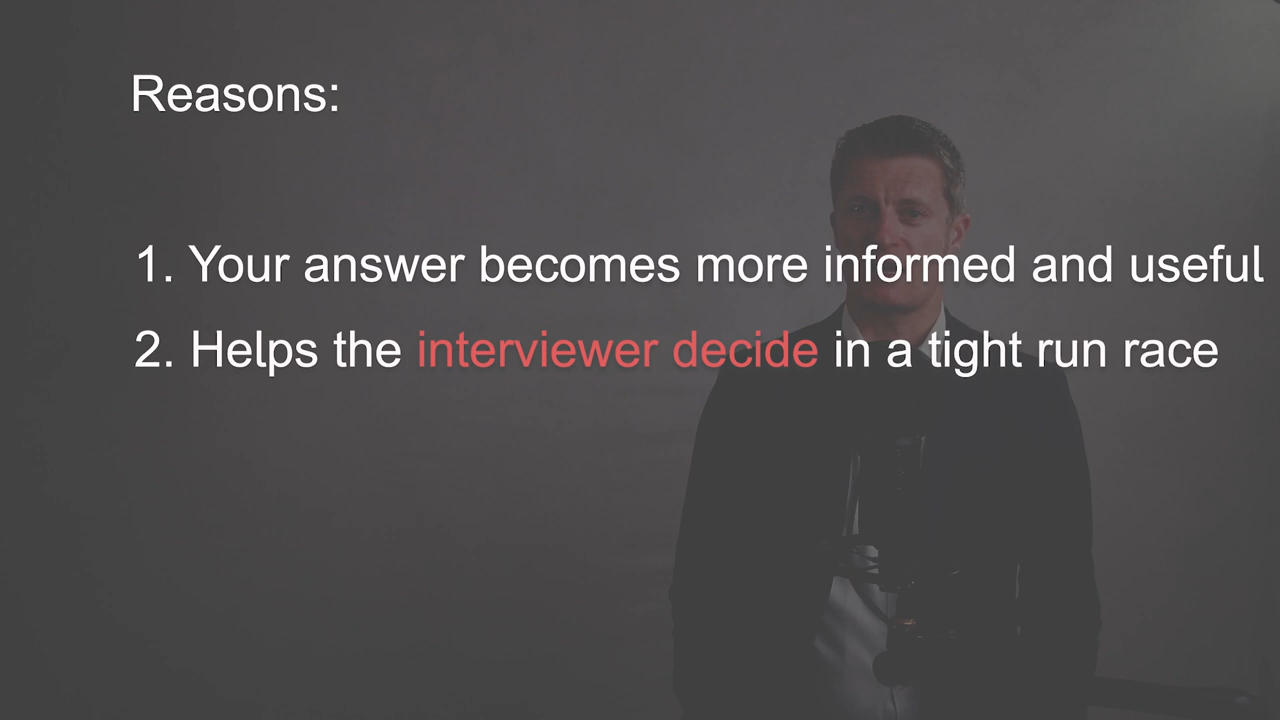 Reasons:
1. Your answer becomes more informed and useful
2. Helps the interviewer decide in a tight run race